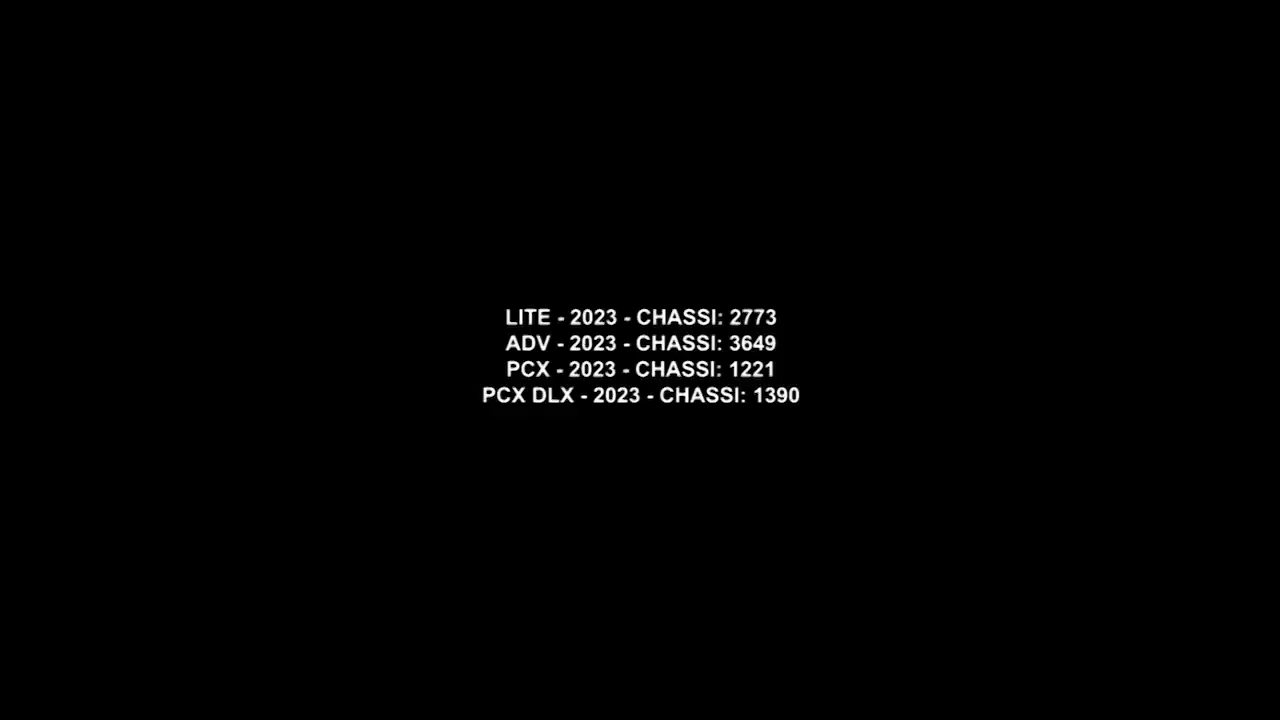 LITE - 2023 - CHASSI: 2773
ADV - 2023 - CHASSI: 3649
PCX - 2023 - CHASSI: 1221
PCX DLX - 2023 - CHASSI: 1390